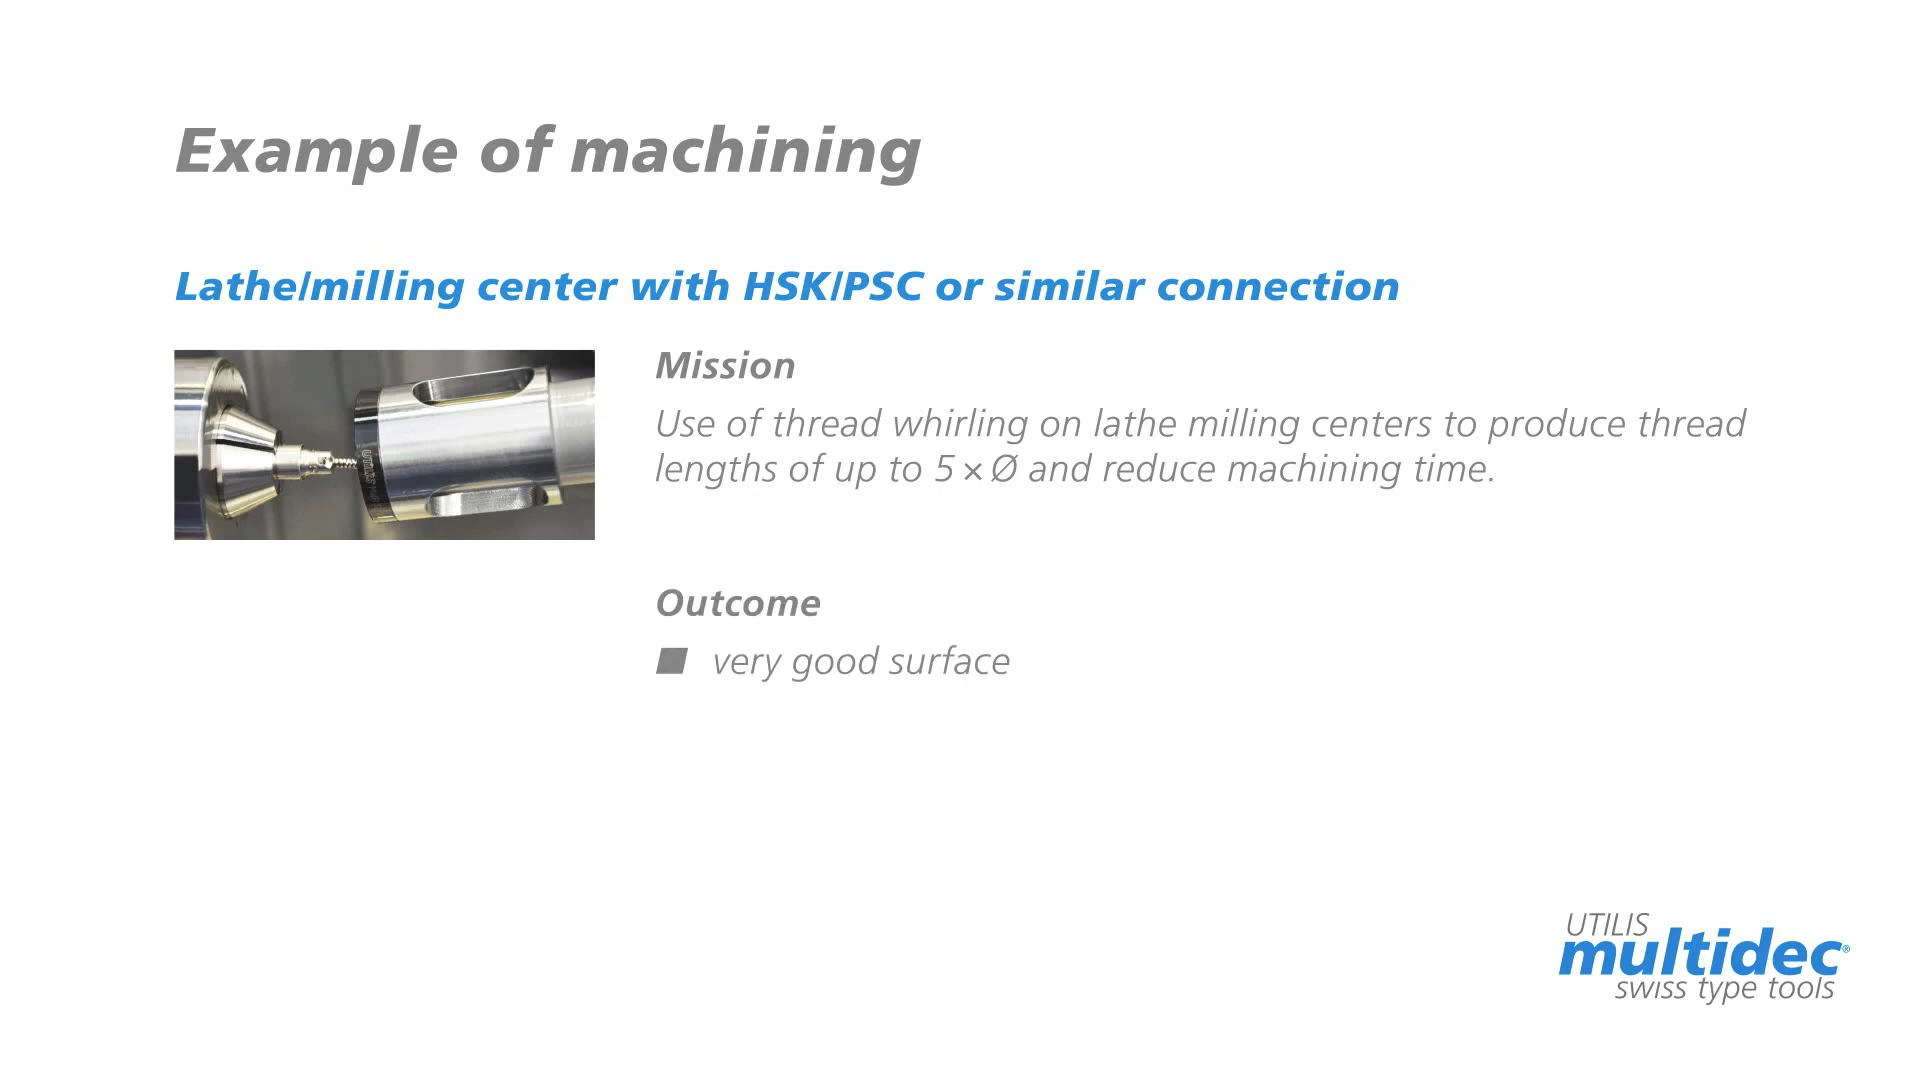 Example of machining
Lathe/milling center with HSK/PSC or similar connection
Mission
Use of thread whirling on lathe milling centers to produce thread
lengths of up to 5 × Ø and reduce machining time.
Outcome
very good surface
UTILIS
multidec®
swiss type tools
UTILIS